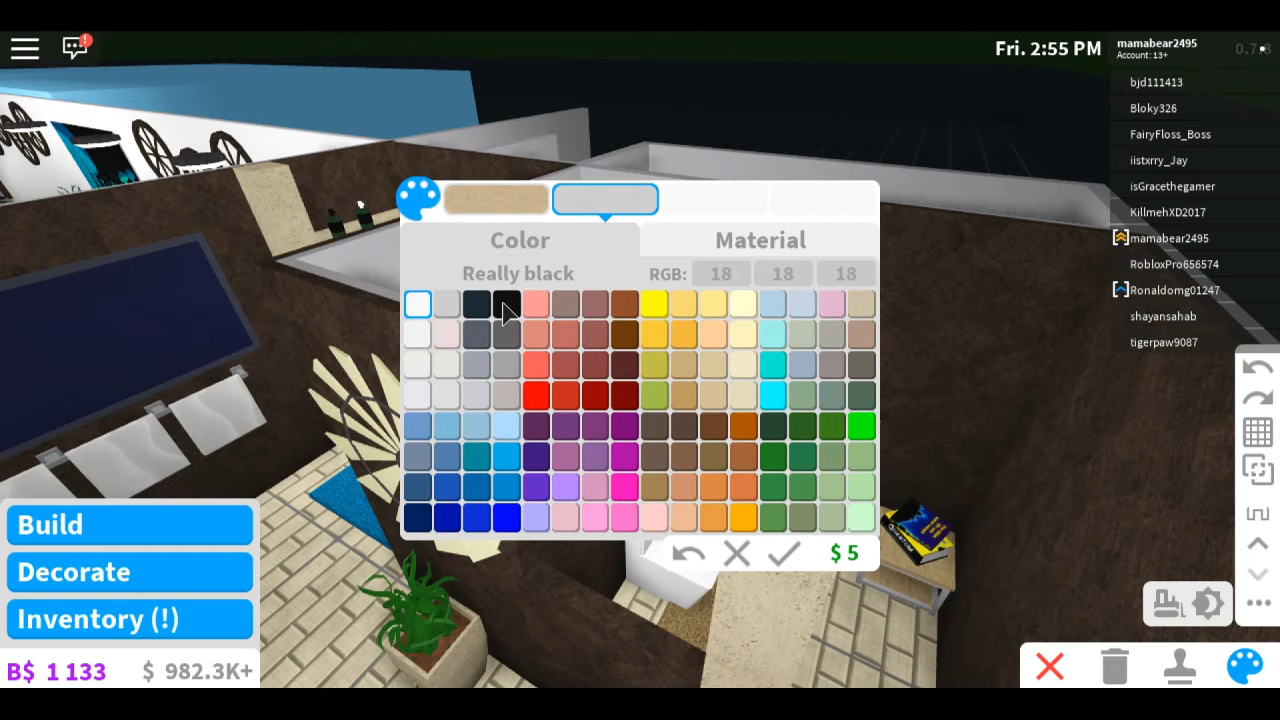 Fri. 2:55 PM
mamabear2495
Account: 13+
bjd111413
Bloky326
FairyFloss_Boss
iistxrry_Jay
isGracethegamer
KillmehXD2017
mamabear2495
RobloxPro656574
Ronaldomg01247
shayansahab
tigerpaw9087
Color
Material
Really black
RGB: 18 18 18
$ 5
Build
Decorate
Inventory (!)
B$ 1 133
$ 982.3K+